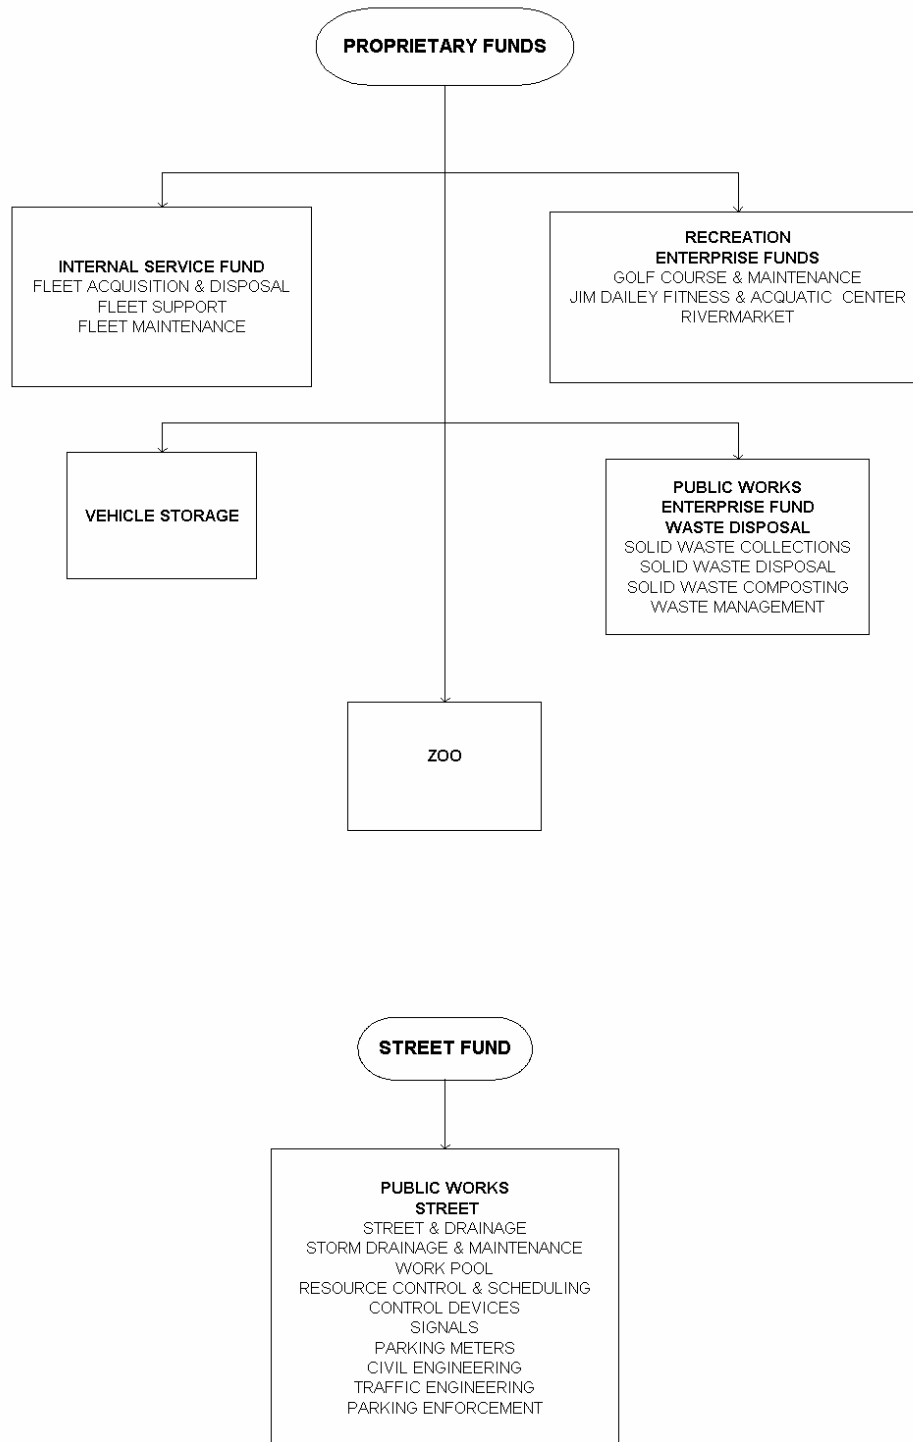 PROPRIETARY FUNDS
INTERNAL SERVICE FUND
FLEET ACQUISITION & DISPOSAL
FLEET SUPPORT
FLEET MAINTENANCE
RECREATION
ENTERPRISE FUNDS
GOLF COURSE & MAINTENANCE
JIM DAILEY FITNESS & ACQUATIC CENTER
RIVERMARKET
VEHICLE STORAGE
PUBLIC WORKS
ENTERPRISE FUND
WASTE DISPOSAL
SOLID WASTE COLLECTIONS
SOLID WASTE DISPOSAL
SOLID WASTE COMPOSTING
WASTE MANAGEMENT
ZOO
STREET FUND
PUBLIC WORKS
STREET
STREET & DRAINAGE
STORM DRAINAGE & MAINTENANCE
WORK POOL
RESOURCE CONTROL & SCHEDULING
CONTROL DEVICES
SIGNALS
PARKING METERS
CIVIL ENGINEERING
TRAFFIC ENGINEERING
PARKING ENFORCEMENT